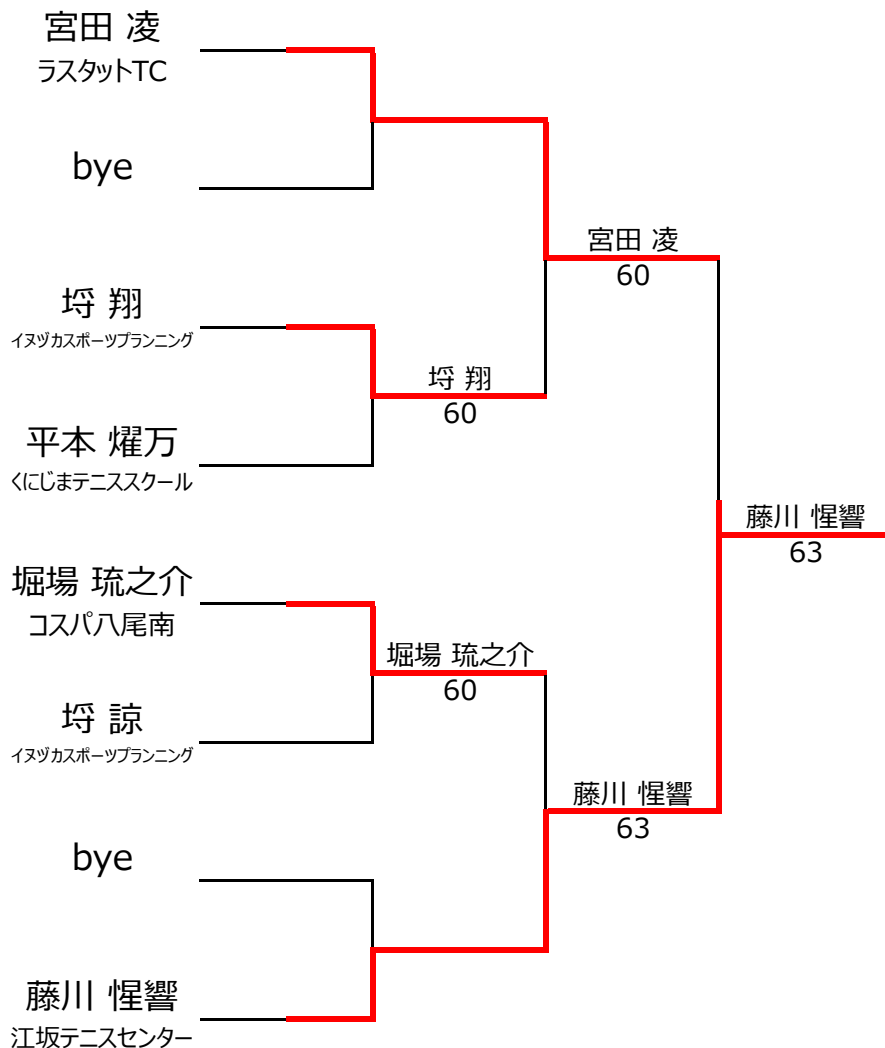 宮田 凌
ラスタットTC
bye
宮田 凌
60
埒 翔
イヌヅカスポーツプランニング
埒 翔
60
平本 燿万
くにじまテニススクール
藤川 惺響
63
堀場 琉之介
コスパ八尾南
堀場 琉之介
60
埒 諒
イヌヅカスポーツプランニング
藤川 惺響
63
bye
藤川 惺響
江坂テニスセンター